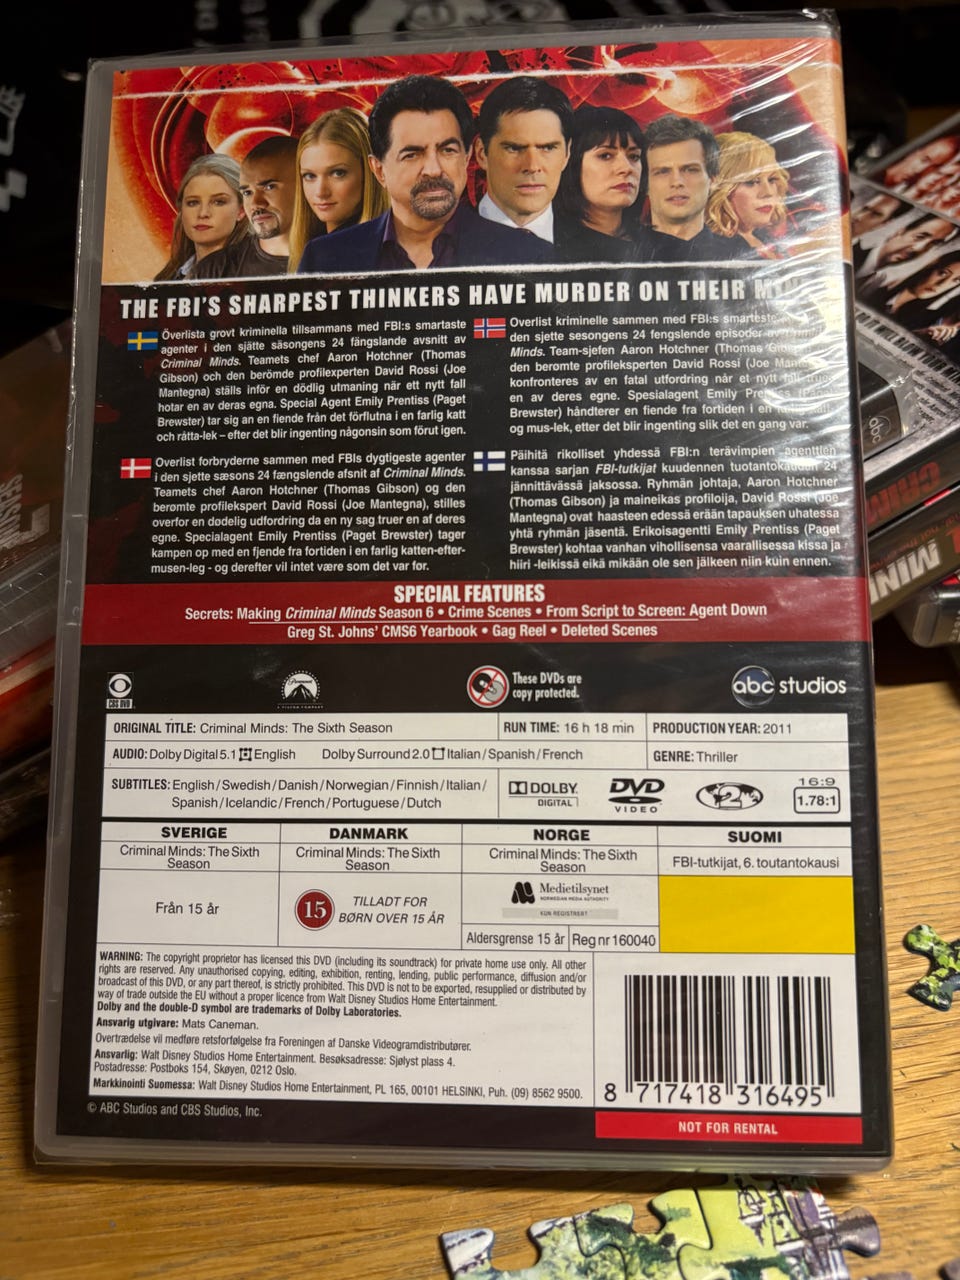 THE FBI'S SHARPEST THINKERS HAVE MURDER ON THEIR
Överlista grovt kriminella tillsammans med FBI:s smartaste
agenter i den sjätte säsongens 24 fängslande avsnitt av
Criminal Minds. Teamets chef Aaron Hotchner (Thomas
Gibson) och den berömde profilexperten David Rossi (Joe
Mantegna) ställs inför en dödlig utmaning när ett nytt fall
hotar en av deras egna. Special Agent Emily Prentiss (Paget
Brewster) tar sig an en fiende från det förflutna i en farlig katt
och råtta-lek – efter det blir ingenting någonsin som förut igen.
Overlist kriminelle sammen med FBI:s smarteste
den sjette sesongens 24 fengslende episoder av
Minds. Team-sjefen Aaron Hotchner (Thomas
den berømte profileksperten David Rossi (Joe
konfronteres av en fatal utfordring når et nytt fall truer
en av deres egne. Spesialagent Emily Prentiss
Brewster) håndterer en fiende fra fortiden i en
og mus-lek, etter det blir ingenting slik det en gang var.
Overlist forbryderne sammen med FBIs dygtigeste agenter
i den sjette sæsons 24 fængslende afsnit af Criminal Minds.
Teamets chef Aaron Hotchner (Thomas Gibson) og den
berømte profilekspert David Rossi (Joe Mantegna), stilles
overfor en dødelig udfordring da en ny sag truer en af deres
egne. Specialagent Emily Prentiss (Paget Brewster) tager
kampen op med en fjende fra fortiden i en farlig katten-efter-
musen-leg - og derefter vil intet være som det var før.
Päihitä rikolliset yhdessä FBI:n terävimpien agenttien
kanssa sarjan FBI-tutkijat kuudennen tuotantokauden 24
jännittävässä jaksossa. Ryhmän johtaja, Aaron Hotchner
(Thomas Gibson) ja maineikas profiloija, David Rossi (Joe
Mantegna) ovat haasteen edessä erään tapauksen uhatessa
yhtä ryhmän jäsentä. Erikoisagentti Emily Prentiss (Paget
Brewster) kohtaa vanhan vihollisensa vaarallisessa kissa ja
hiiri -leikissä eikä mikään ole sen jälkeen niin kuin ennen.
SPECIAL FEATURES
Secrets: Making Criminal Minds Season 6 • Crime Scenes • From Script to Screen: Agent Down
Greg St. Johns' CMS6 Yearbook • Gag Reel • Deleted Scenes
CBS DVD
Paramount
These DVDs are
copy protected.
abc studios
ORIGINAL TITLE: Criminal Minds: The Sixth Season
RUN TIME: 16 h 18 min
PRODUCTION YEAR: 2011
AUDIO: Dolby Digital 5.1 English Dolby Surround 2.0 Italian / Spanish / French
GENRE: Thriller
SUBTITLES: English / Swedish / Danish / Norwegian / Finnish / Italian /
Spanish / Icelandic / French / Portuguese / Dutch
DOLBY
DIGITAL
DVD
VIDEO
2
16:9
1.78:1
SVERIGE
DANMARK
NORGE
SUOMI
Criminal Minds: The Sixth
Season
Criminal Minds: The Sixth
Season
Criminal Minds: The Sixth
Season
FBI-tutkijat, 6. toutantokausi
Från 15 år
15
TILLADT FOR
BØRN OVER 15 ÅR
Medietilsynet
NORWEGIAN MEDIA AUTHORITY
KUN REGISTRERT
Aldersgrense 15 år
Reg nr 160040
WARNING: The copyright proprietor has licensed this DVD (including its soundtrack) for private home use only. All other
rights are reserved. Any unauthorised copying, editing, exhibition, renting, lending, public performance, diffusion and/or
broadcast of this DVD, or any part thereof, is strictly prohibited. This DVD is not to be exported, resupplied or distributed by
way of trade outside the EU without a proper licence from Walt Disney Studios Home Entertainment.
Dolby and the double-D symbol are trademarks of Dolby Laboratories.
Ansvarig utgivare: Mats Caneman.
Overtrædelse vil medføre retsforfølgelse fra Foreningen af Danske Videogramdistributører.
Ansvarlig: Walt Disney Studios Home Entertainment. Besøksadresse: Sjølyst plass 4.
Postadresse: Postboks 154, Skøyen, 0212 Oslo.
Markkinointi Suomessa: Walt Disney Studios Home Entertainment, PL 165, 00101 HELSINKI, Puh. (09) 8562 9500.
© ABC Studios and CBS Studios, Inc.
8 717418 316495
NOT FOR RENTAL
abc
MIND